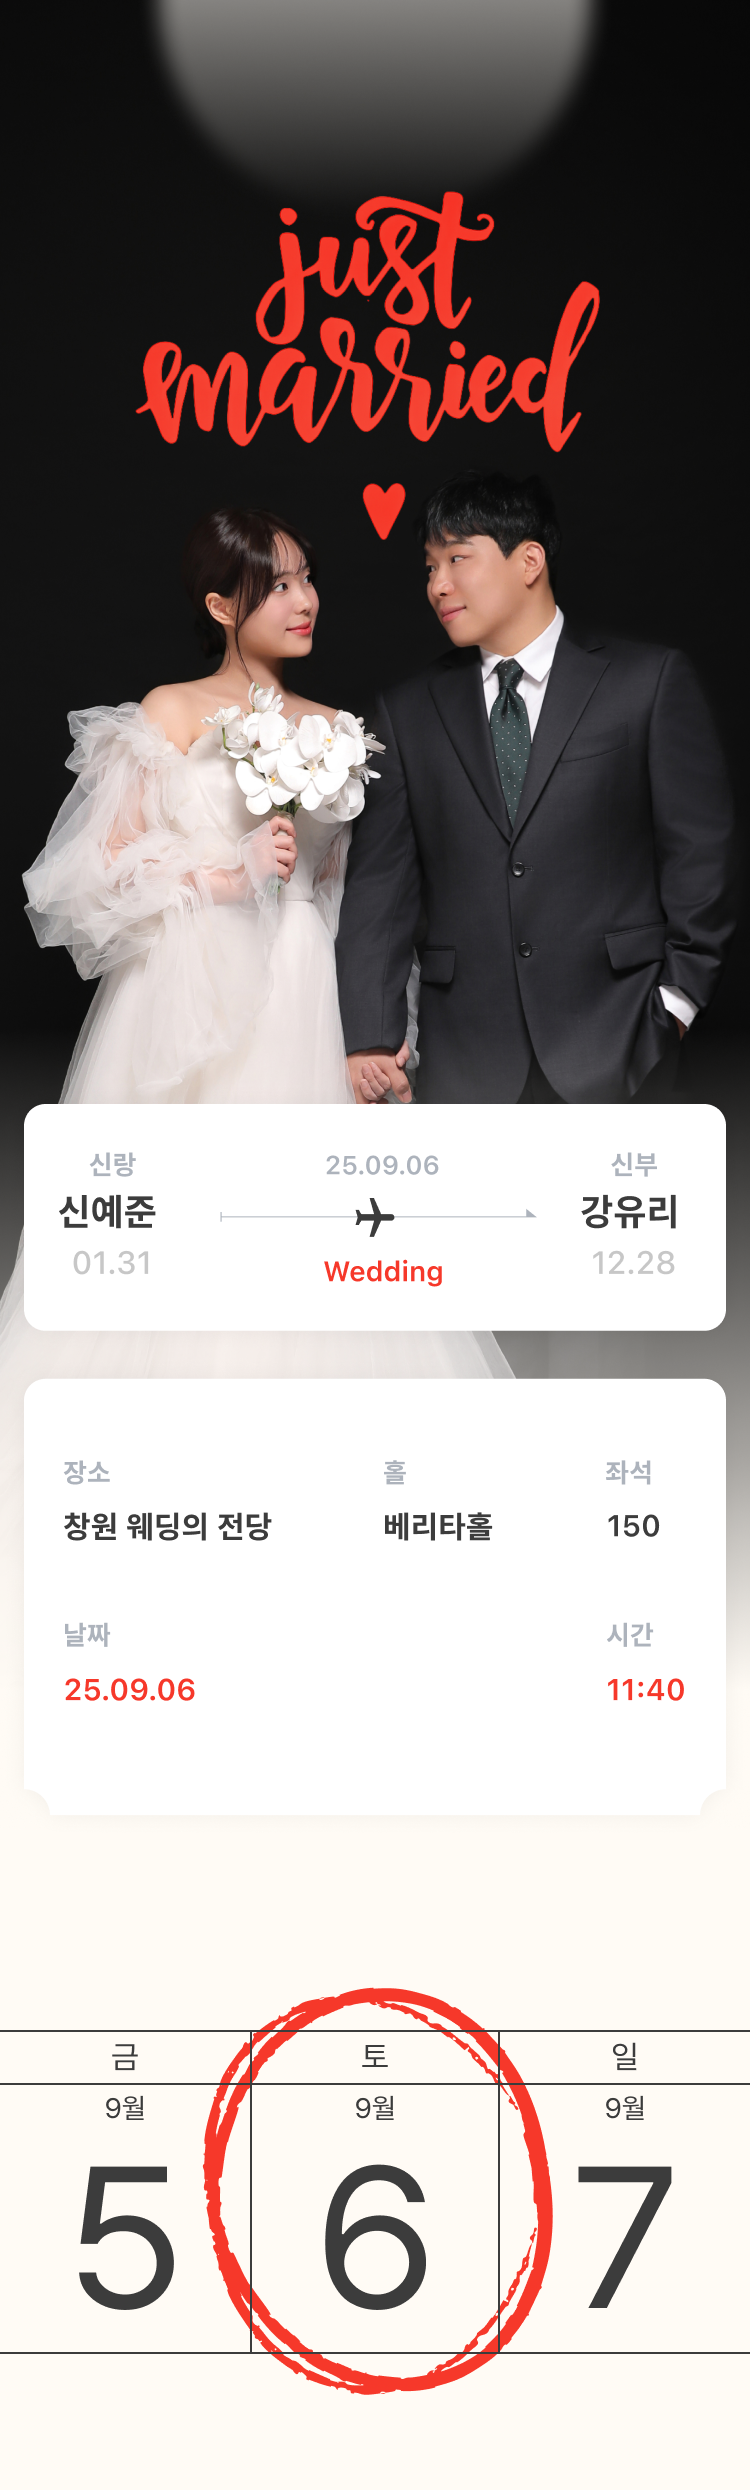 just
married
신랑 25.09.06 신부
신예준 강유리
01.31 Wedding 12.28
장소 홀 좌석
창원 웨딩의 전당 베리타홀 150
날짜 시간
25.09.06 11:40
금 토 일
9월 9월 9월
5 6 7